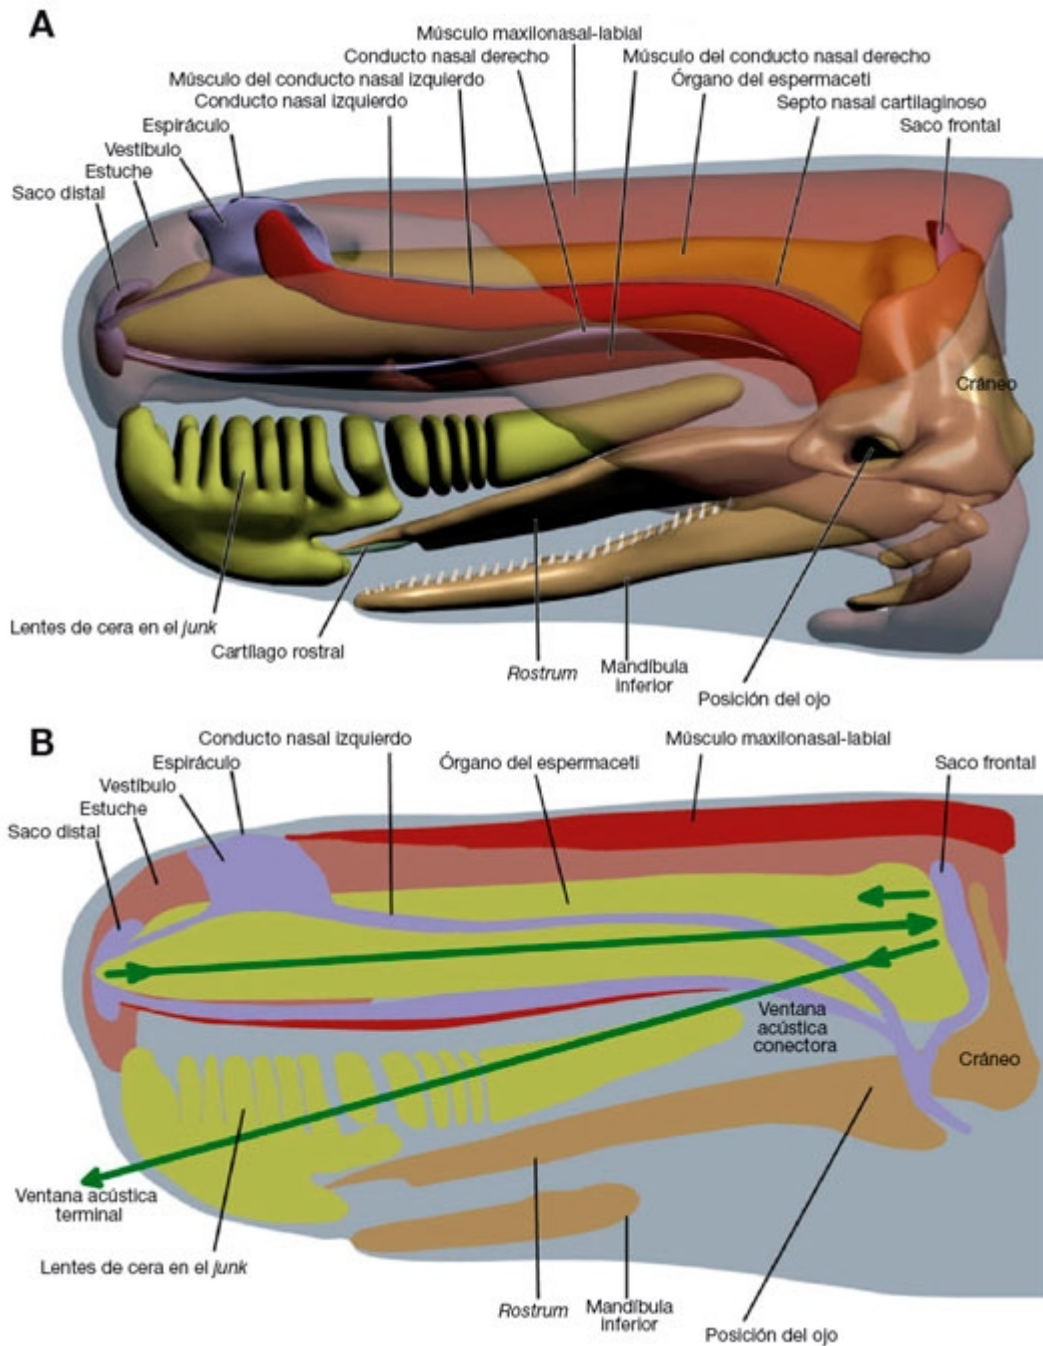 A
Músculo maxilonasal-labial
Conducto nasal derecho
Músculo del conducto nasal derecho
Músculo del conducto nasal izquierdo
Órgano del espermaceti
Conducto nasal izquierdo
Septo nasal cartilaginoso
Espiráculo
Saco frontal
Vestíbulo
Estuche
Saco distal
Cráneo
Lentes de cera en el junk
Cartílago rostral
Rostrum
Mandíbula
inferior
Posición del ojo
B
Conducto nasal izquierdo
Músculo maxilonasal-labial
Espiráculo
Órgano del espermaceti
Saco frontal
Vestíbulo
Estuche
Saco distal
Ventana
acústica
conectora
Cráneo
Ventana acústica
terminal
Lentes de cera en el junk
Rostrum
Mandíbula
inferior
Posición del ojo